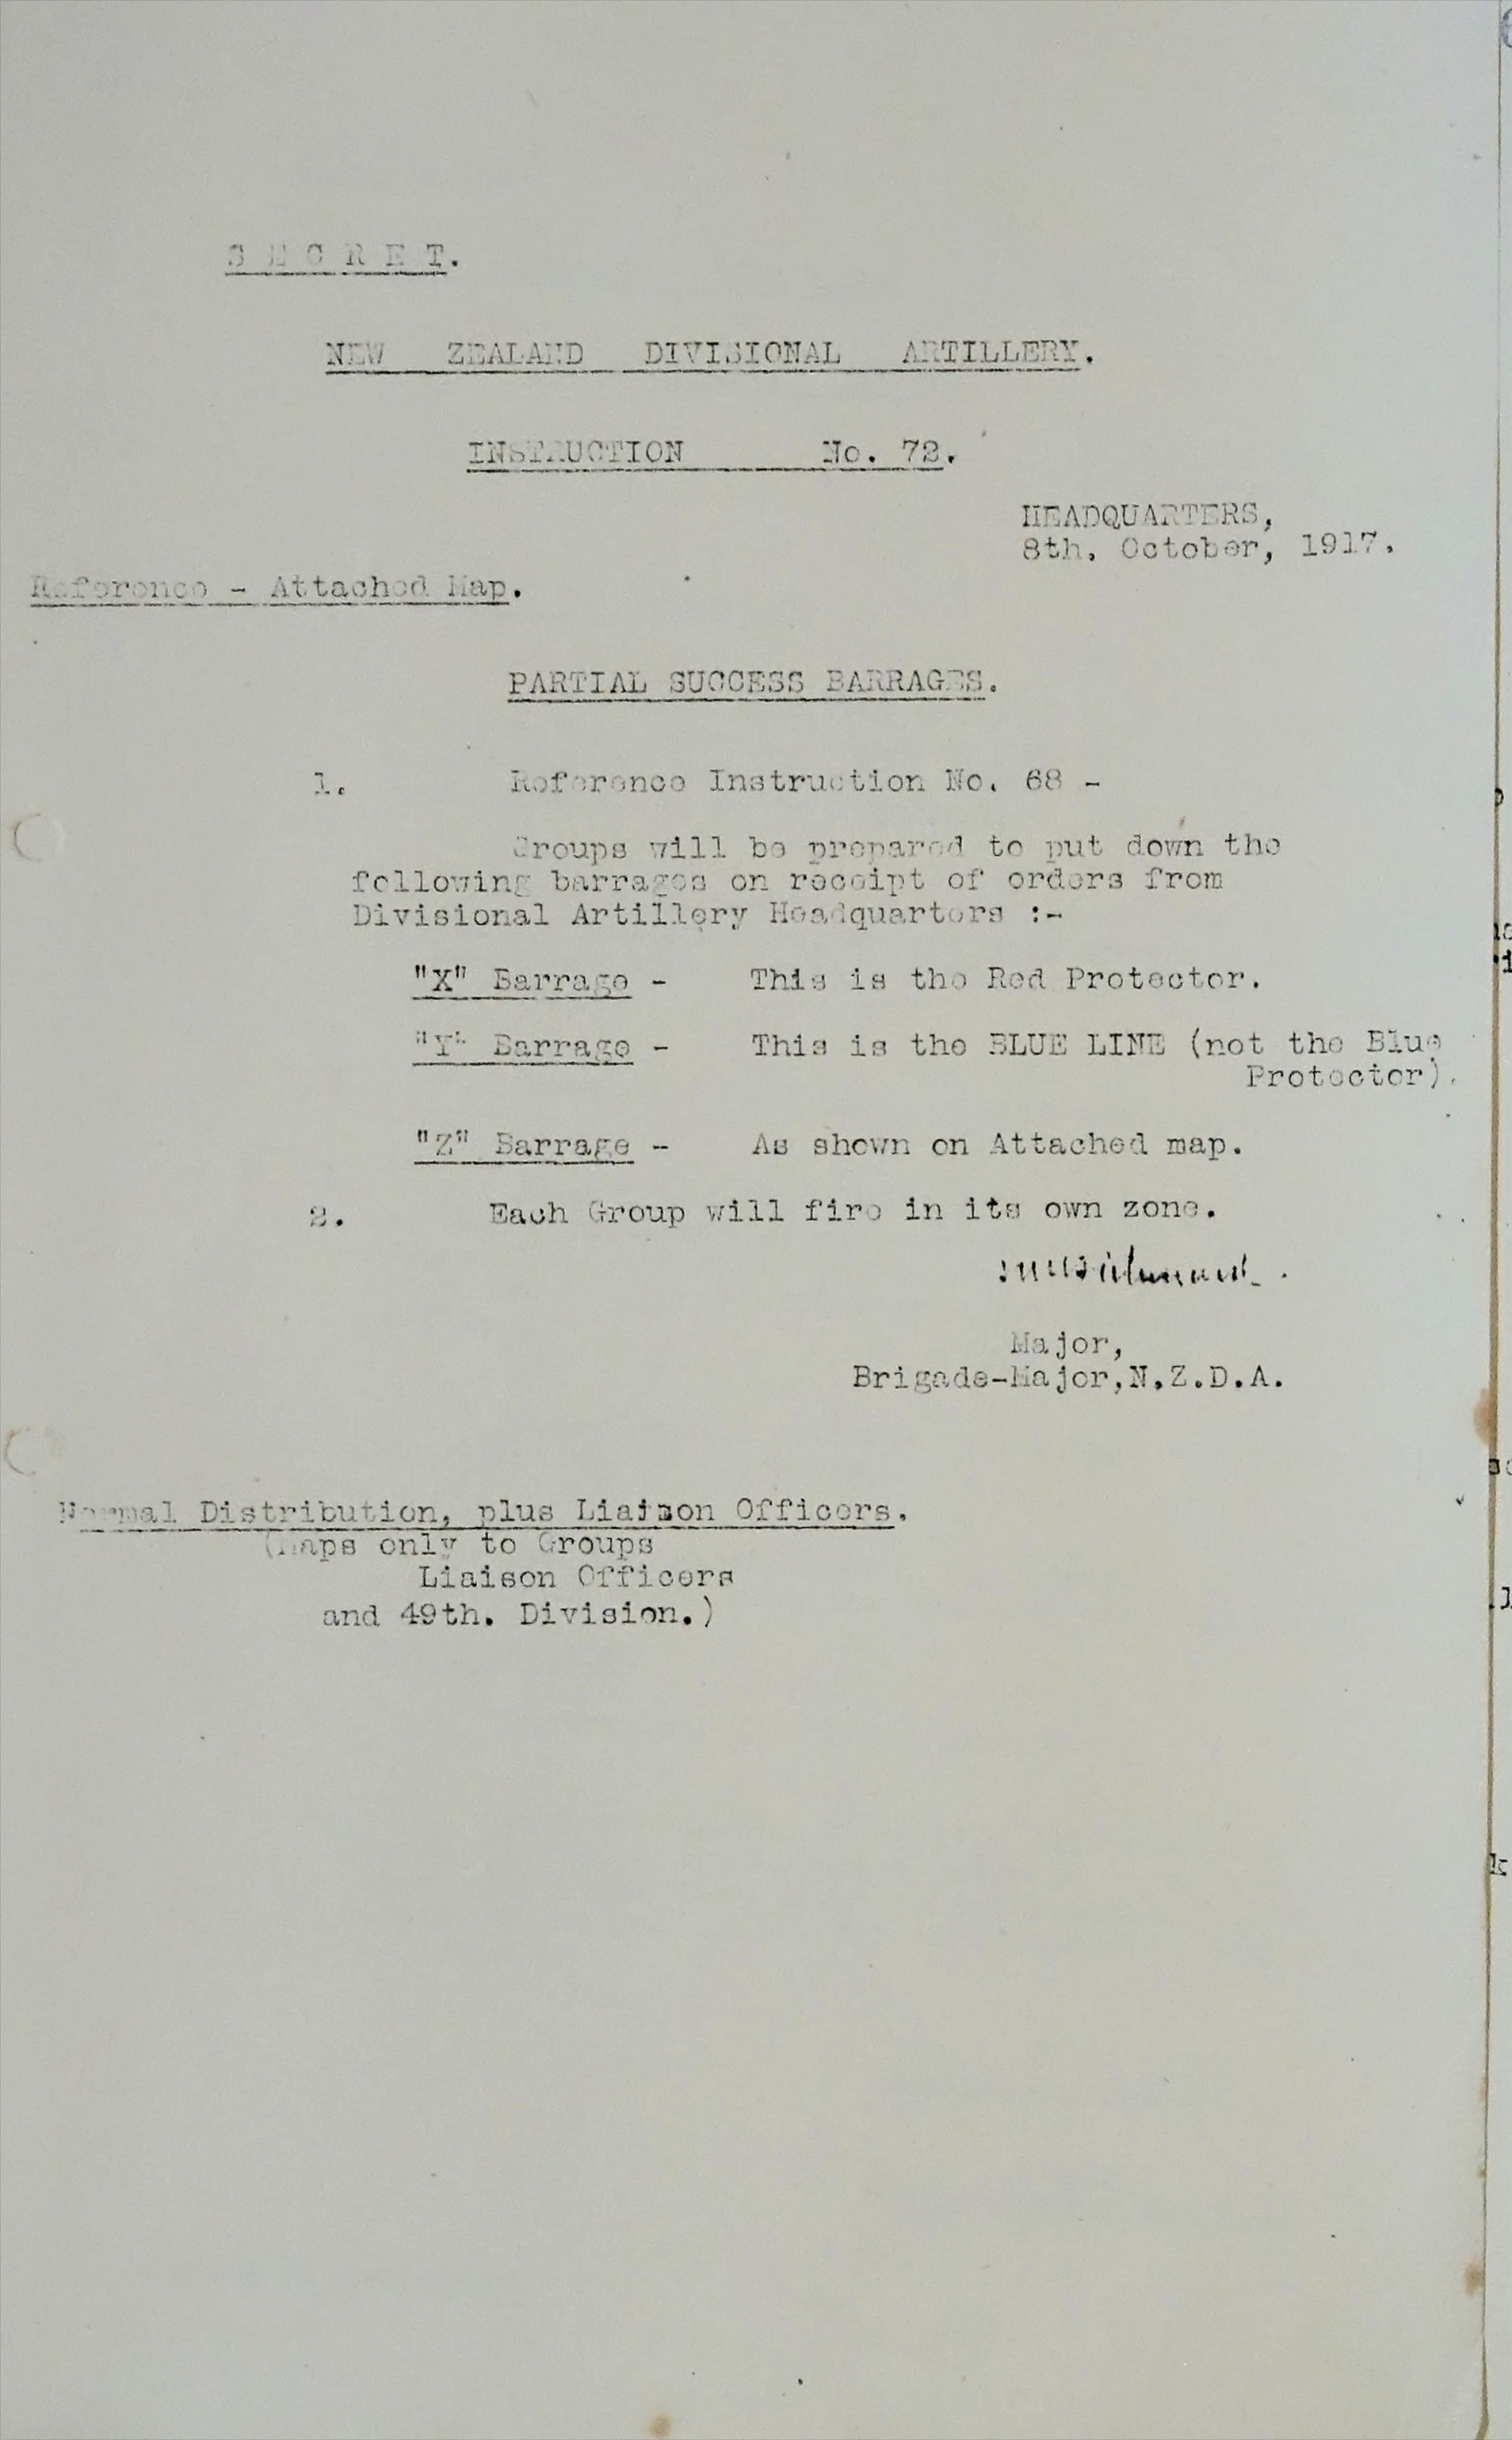 S E C R E T.
NEW ZEALAND DIVISIONAL ARTILLERY.
INSTRUCTION No. 72.
HEADQUARTERS,
8th. October, 1917.
Reference - Attached Map.
PARTIAL SUCCESS BARRAGES.
1. Reference Instruction No. 68 -
Groups will be prepared to put down the
following barrages on receipt of orders from
Divisional Artillery Headquarters :-
"X" Barrage - This is the Red Protector.
"Y" Barrage - This is the BLUE LINE (not the Blue
Protector).
"Z" Barrage - As shown on Attached map.
2. Each Group will fire in its own zone.
Major,
Brigade-Major,N.Z.D.A.
Normal Distribution, plus Liaison Officers.
(Maps only to Groups
Liaison Officers
and 49th. Division.)